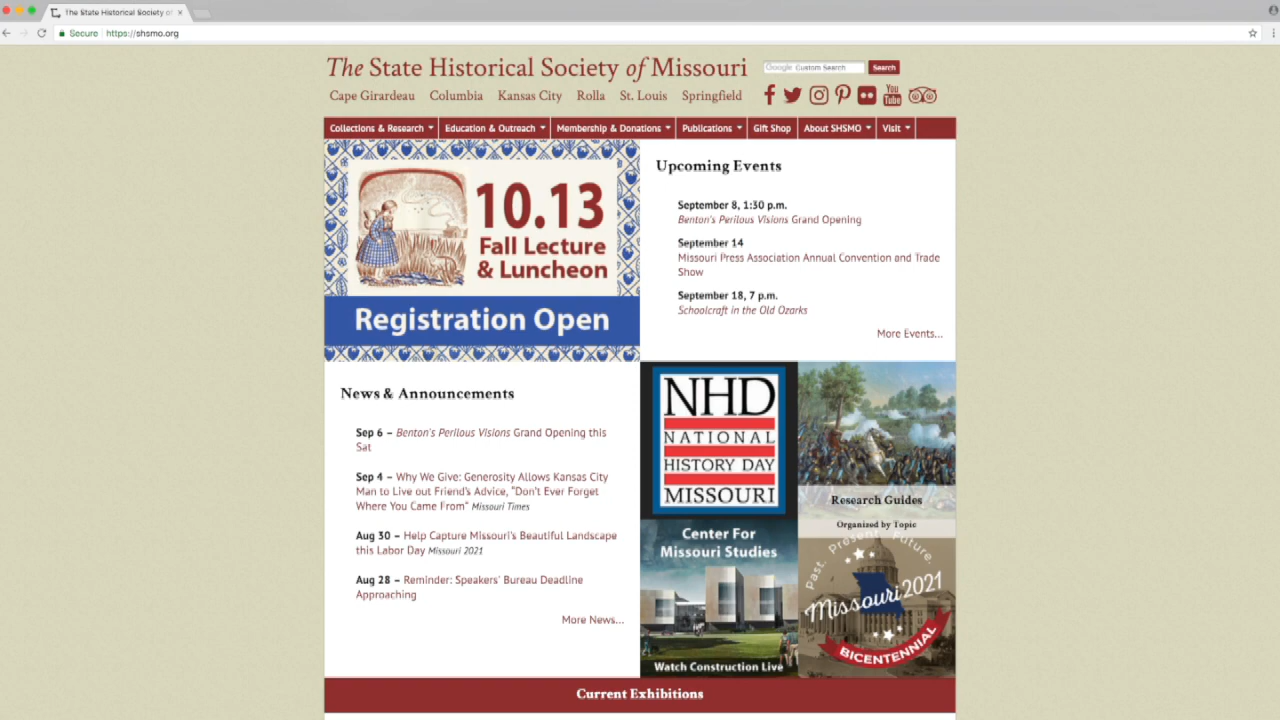 The State Historical Society of
Secure https://shsmo.org
The State Historical Society of Missouri
Google Custom Search Search
Cape Girardeau Columbia Kansas City Rolla St. Louis Springfield
You
Tube
Collections & Research Education & Outreach Membership & Donations Publications Gift Shop About SHSMO Visit
10.13
Fall Lecture
& Luncheon
Registration Open
Upcoming Events
September 8, 1:30 p.m.
Benton's Perilous Visions Grand Opening
September 14
Missouri Press Association Annual Convention and Trade
Show
September 18, 7 p.m.
Schoolcraft in the Old Ozarks
More Events...
News & Announcements
Sep 6 – Benton's Perilous Visions Grand Opening this
Sat
Sep 4 – Why We Give: Generosity Allows Kansas City
Man to Live out Friend's Advice, "Don't Ever Forget
Where You Came From" Missouri Times
Aug 30 – Help Capture Missouri's Beautiful Landscape
this Labor Day Missouri 2021
Aug 28 – Reminder: Speakers' Bureau Deadline
Approaching
More News...
NHD
NATIONAL
HISTORY DAY
MISSOURI
Research Guides
Organized by Topic
Center For
Missouri Studies
Watch Construction Live
Past. Present. Future.
Missouri 2021
BICENTENNIAL
Current Exhibitions